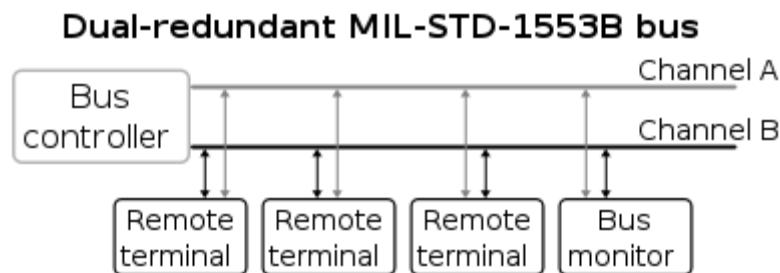 Dual-redundant MIL-STD-1553B bus
Channel A
Bus
controller
Channel B
Remote
terminal
Remote
terminal
Remote
terminal
Bus
monitor